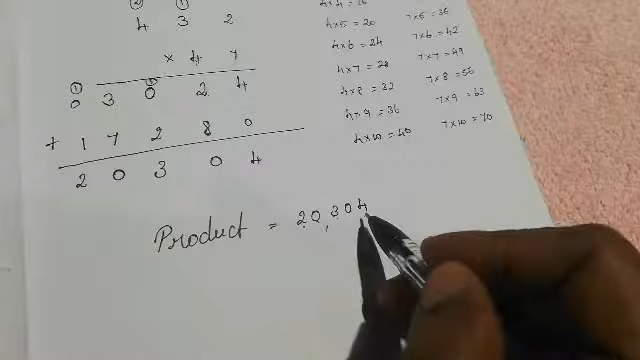 ② ①
4 3 2
× 4 7
① ①
0 3 0 2 4
+ 1 7 2 8 0
2 0 3 0 4
Product = 20,304
4×5 = 20
4×6 = 24
4×7 = 28
4×8 = 32
4×9 = 36
4×10 = 40
7×5 = 35
7×6 = 42
7×7 = 49
7×8 = 56
7×9 = 63
7×10 = 70